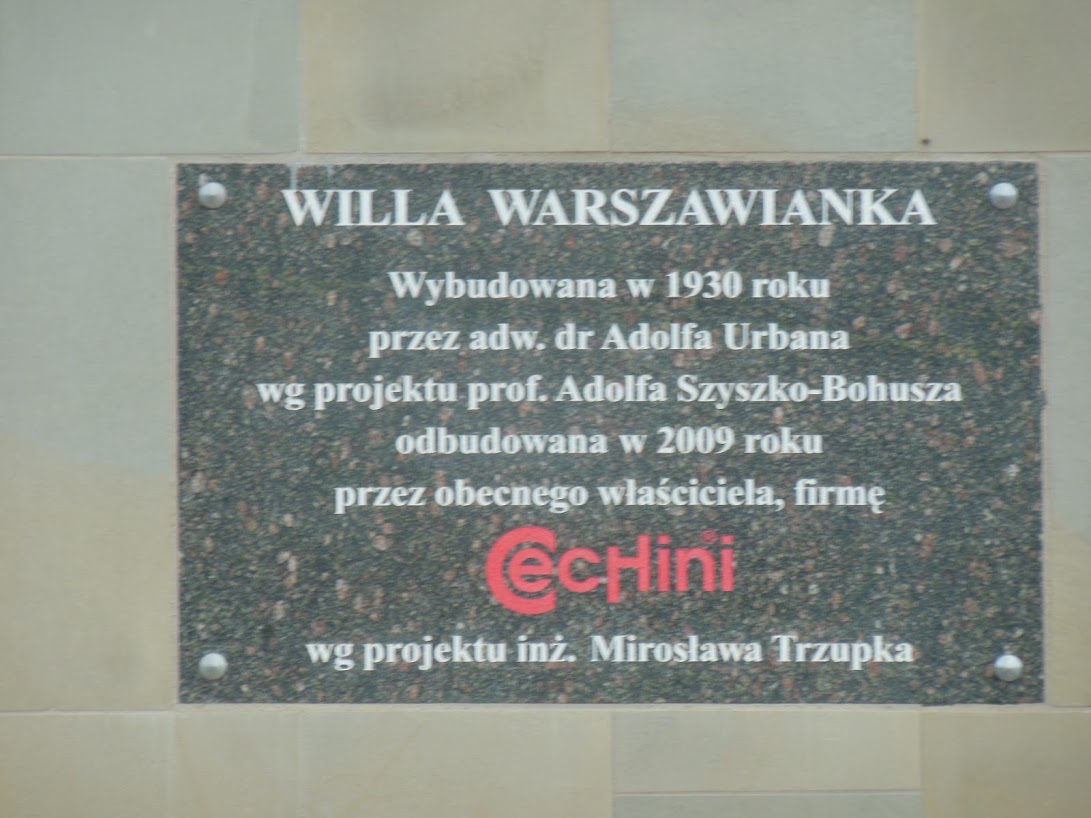 WILLA WARSZAWIANKA
Wybudowana w 1930 roku
przez adw. dr Adolfa Urbana
wg projektu prof. Adolfa Szyszko-Bohusza
odbudowana w 2009 roku
przez obecnego właściciela, firmę
Cechini®
wg projektu inż. Mirosława Trzupka